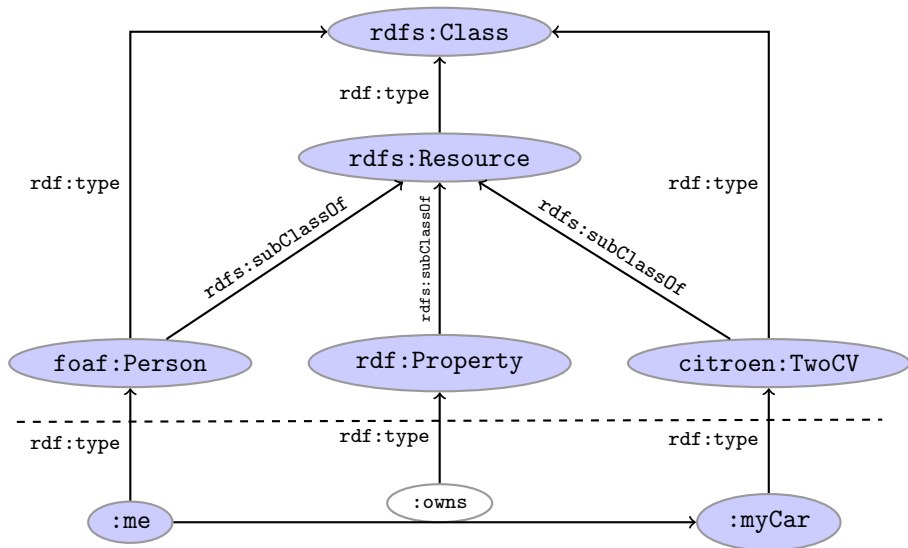 rdfs:Class
rdf:type
rdfs:Resource
rdf:type
rdf:type
rdfs:subClassOf
rdfs:subClassOf
rdfs:subClassOf
foaf:Person
rdf:Property
citroen:TwoCV
rdf:type
rdf:type
rdf:type
:owns
:me
:myCar